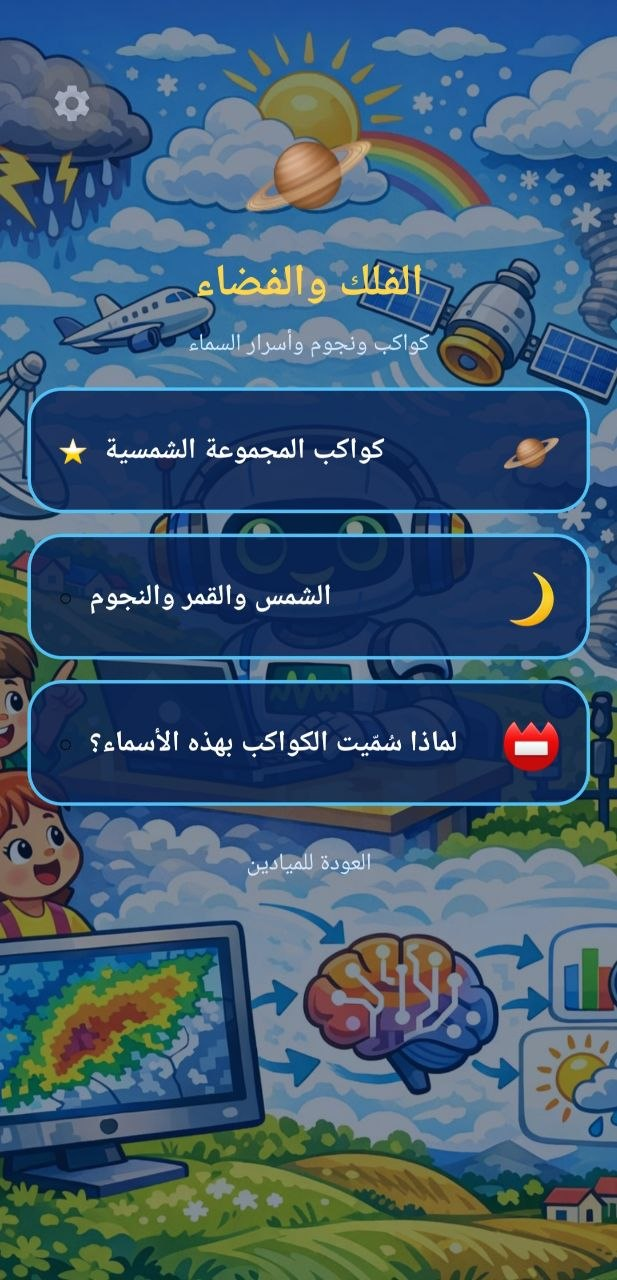 الفلك والفضاء
كواكب ونجوم وأسرار السماء
كواكب المجموعة الشمسية
الشمس والقمر والنجوم
لماذا سُمّيت الكواكب بهذه الأسماء؟
العودة للميادين